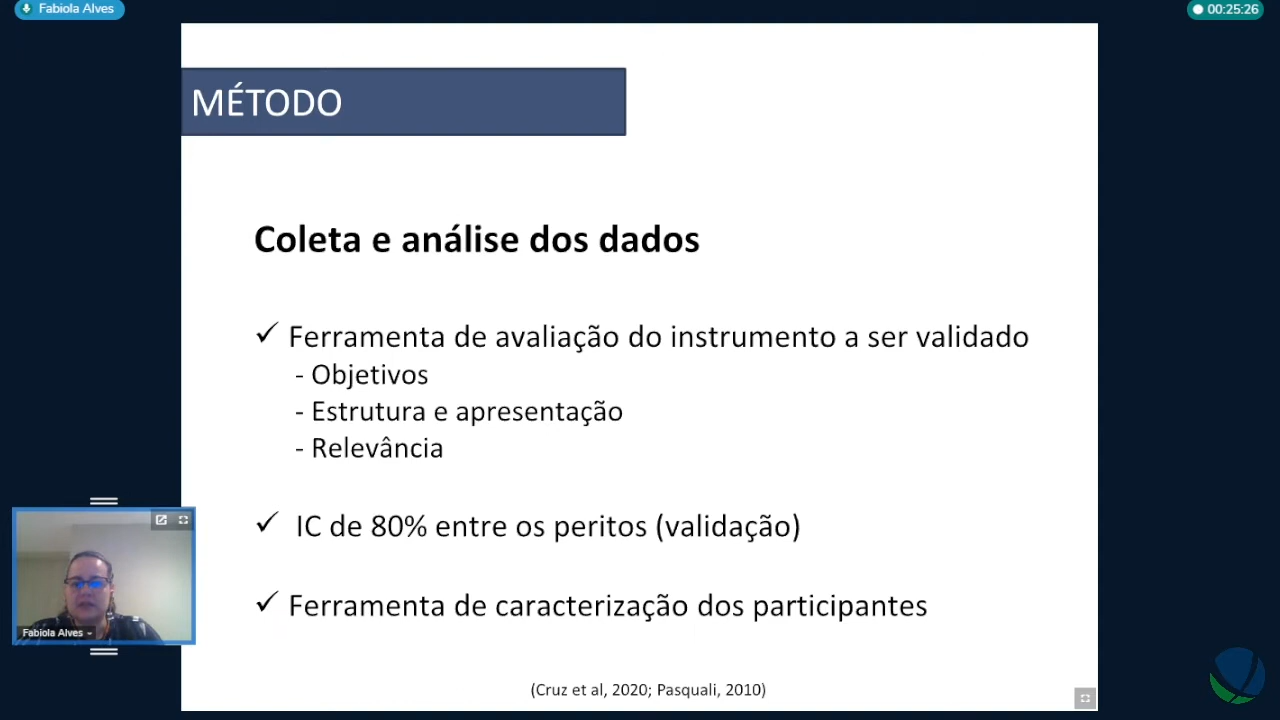 Fabiola Alves
00:25:26
MÉTODO
Coleta e análise dos dados
✓ Ferramenta de avaliação do instrumento a ser validado
- Objetivos
- Estrutura e apresentação
- Relevância
✓ IC de 80% entre os peritos (validação)
✓ Ferramenta de caracterização dos participantes
Fabiola Alves
(Cruz et al, 2020; Pasquali, 2010)